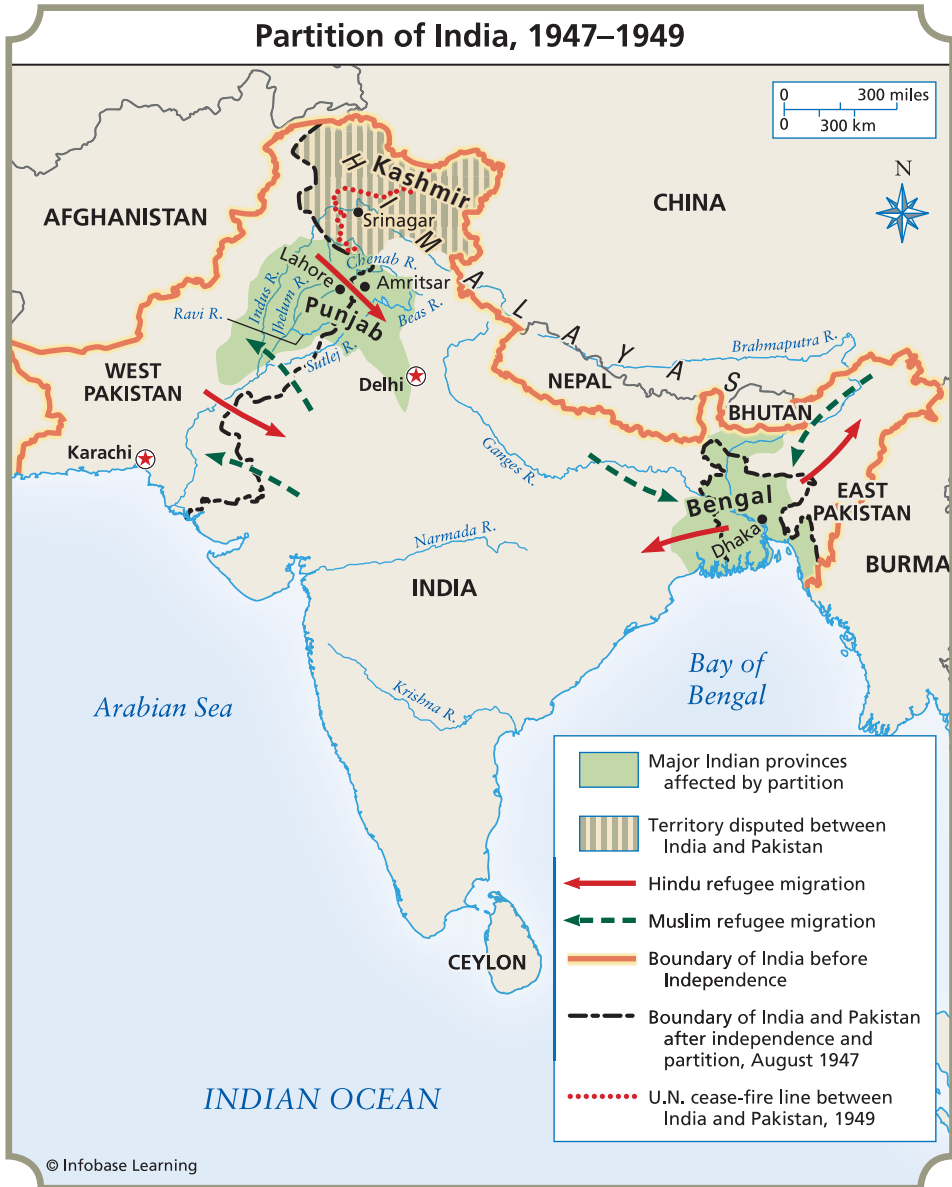 Partition of India, 1947–1949
0 300 miles
0 300 km
N
AFGHANISTAN
CHINA
Kashmir
HIMALAYAS
Srinagar
Chenab R.
Lahore
Amritsar
Indus R.
Jhelum R.
Punjab
Beas R.
Ravi R.
Sutlej R.
Delhi
WEST
PAKISTAN
Karachi
NEPAL
Brahmaputra R.
BHUTAN
Ganges R.
Bengal
Dhaka
EAST
PAKISTAN
BURMA
Narmada R.
INDIA
Krishna R.
Arabian Sea
Bay of
Bengal
CEYLON
INDIAN OCEAN
Major Indian provinces
affected by partition
Territory disputed between
India and Pakistan
Hindu refugee migration
Muslim refugee migration
Boundary of India before
Independence
Boundary of India and Pakistan
after independence and
partition, August 1947
U.N. cease-fire line between
India and Pakistan, 1949
© Infobase Learning